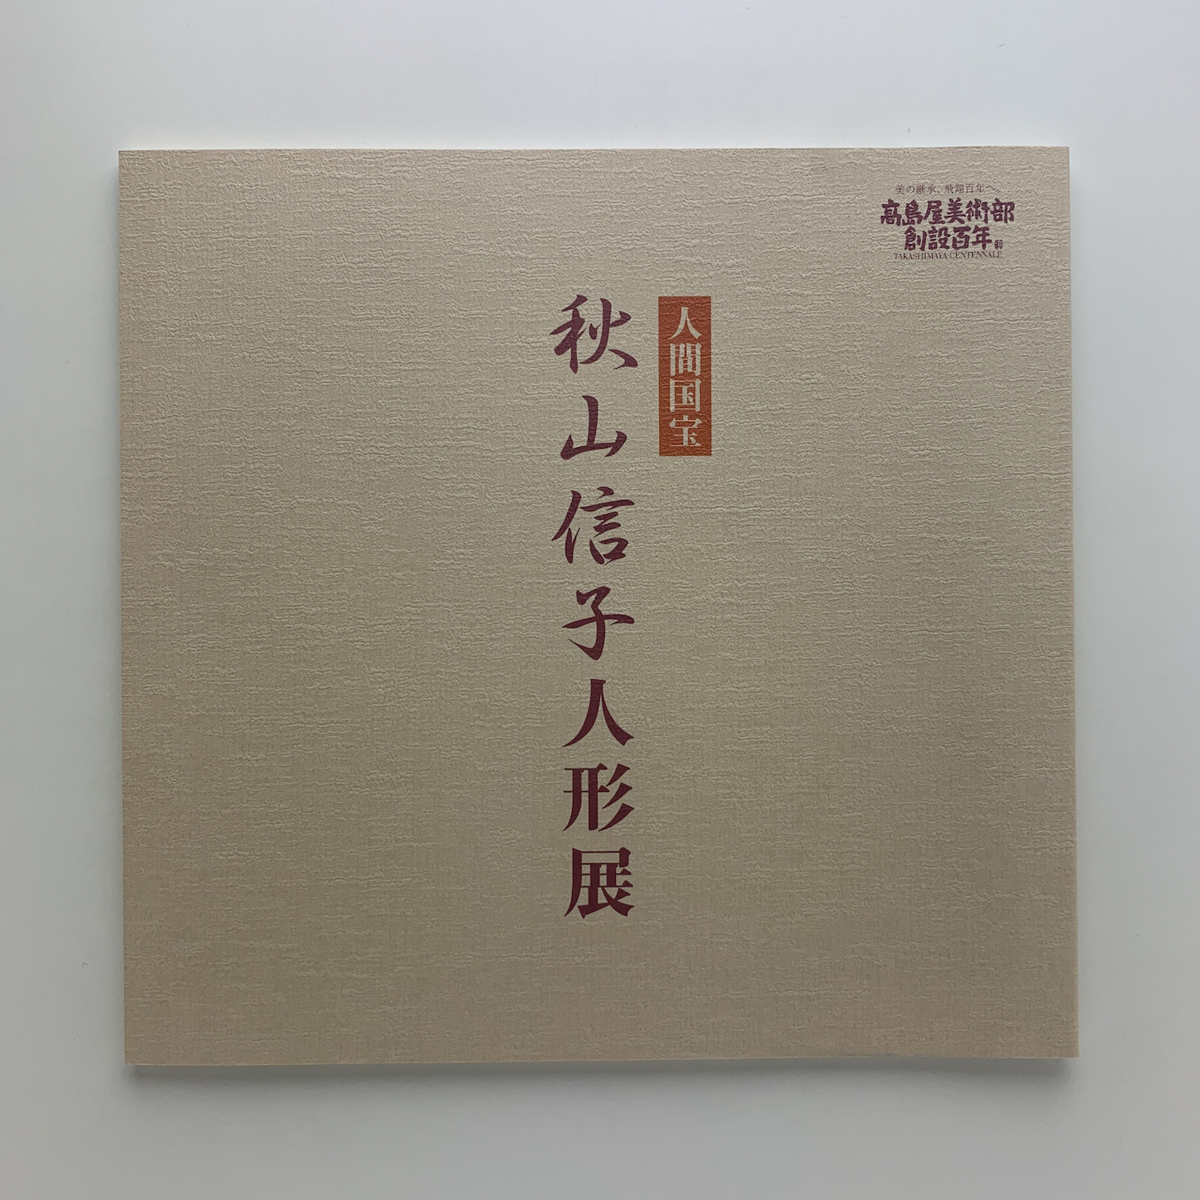 美の継承、飛翔百年へ。
髙島屋美術部
創設百年
TAKASHIMAYA CENTENNALE
人間国宝
秋山信子人形展